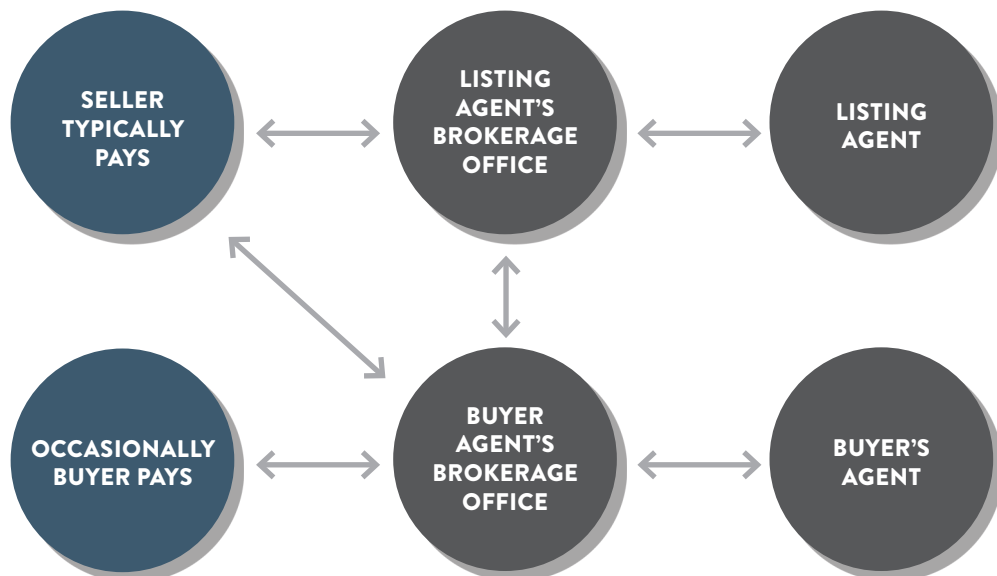 SELLER
TYPICALLY
PAYS
LISTING
AGENT'S
BROKERAGE
OFFICE
LISTING
AGENT
OCCASIONALLY
BUYER PAYS
BUYER
AGENT'S
BROKERAGE
OFFICE
BUYER'S
AGENT